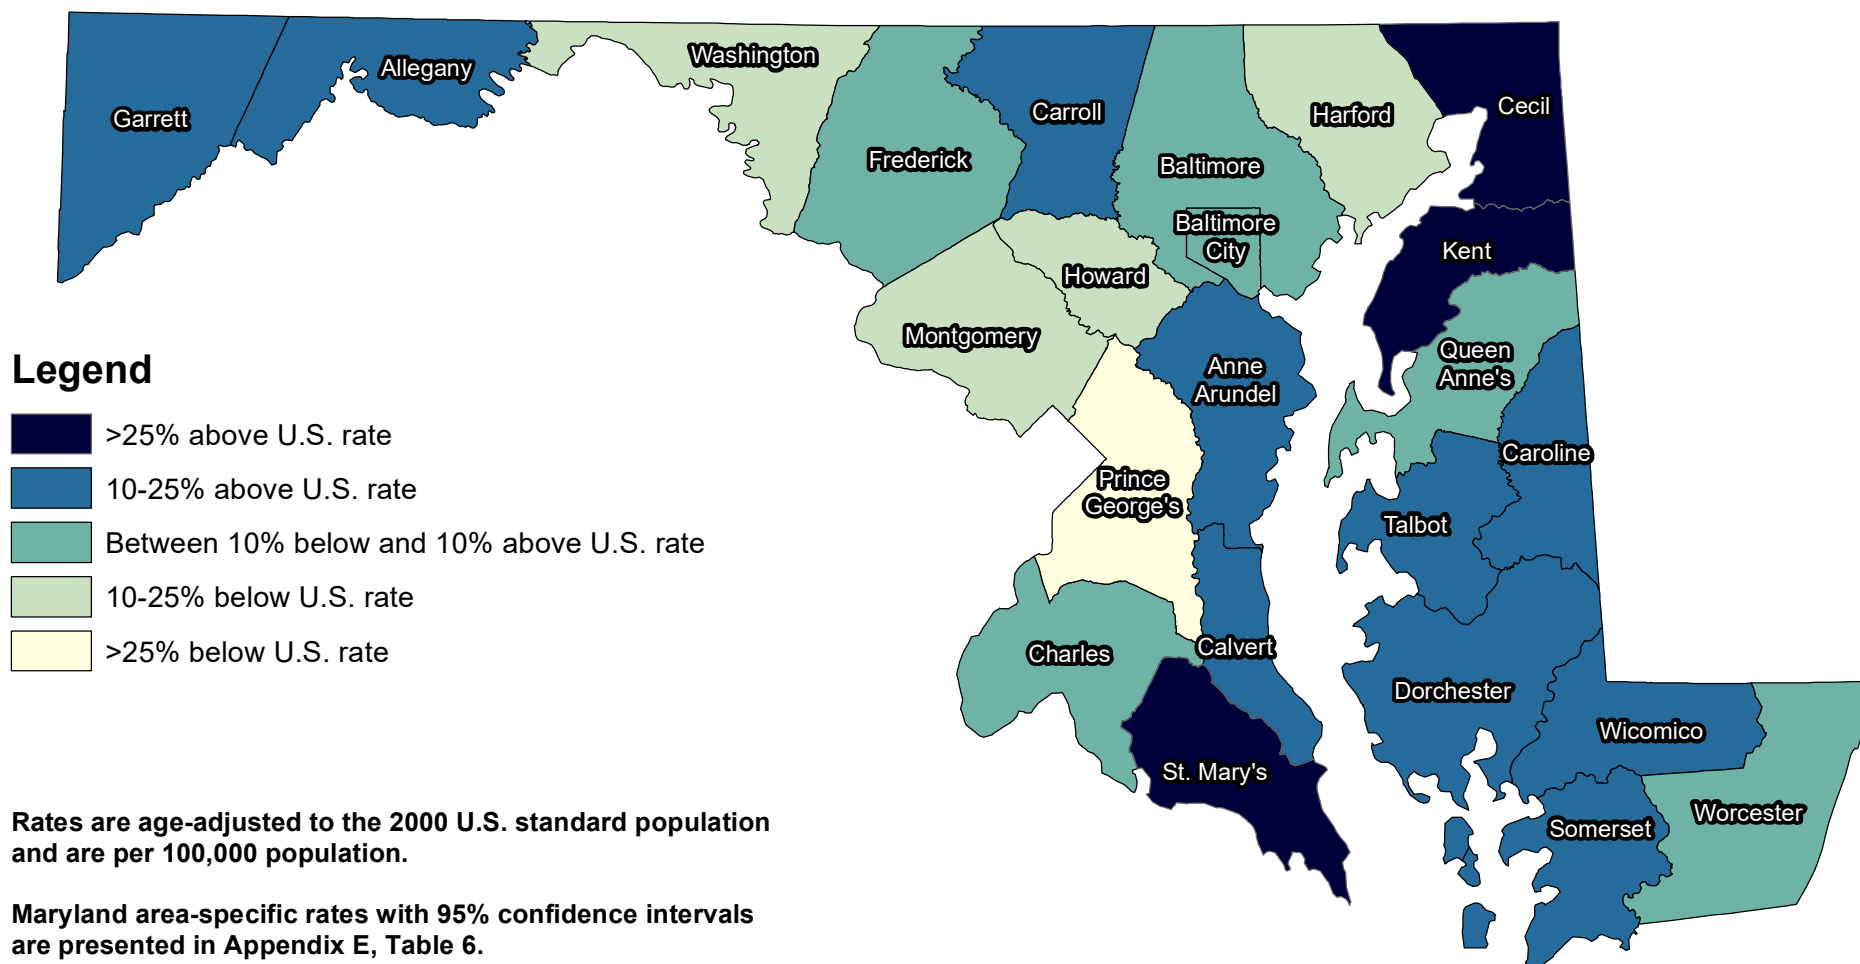 Garrett
Allegany
Washington
Frederick
Carroll
Baltimore
Baltimore
City
Harford
Cecil
Kent
Howard
Montgomery
Anne
Arundel
Queen
Anne's
Caroline
Prince
George's
Talbot
Charles
Calvert
Dorchester
St. Mary's
Wicomico
Somerset
Worcester
Legend
>25% above U.S. rate
10-25% above U.S. rate
Between 10% below and 10% above U.S. rate
10-25% below U.S. rate
>25% below U.S. rate
Rates are age-adjusted to the 2000 U.S. standard population
and are per 100,000 population.
Maryland area-specific rates with 95% confidence intervals
are presented in Appendix E, Table 6.